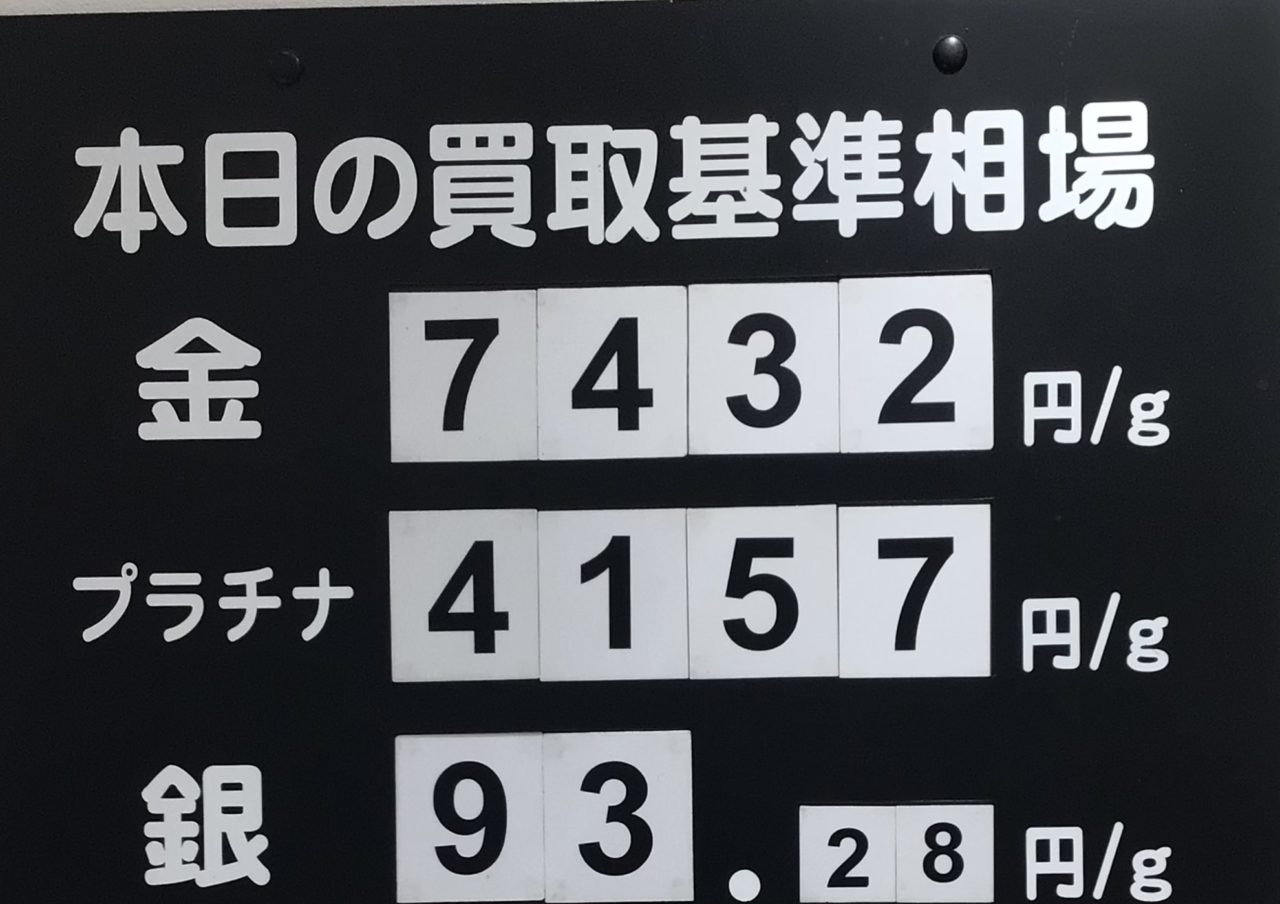 本日の買取基準相場
金 7432 円/g
プラチナ 4157 円/g
銀 93.28 円/g